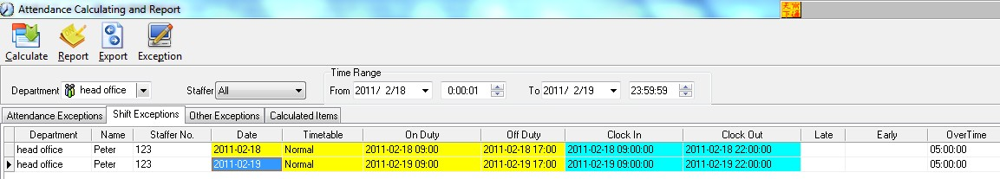 Attendance Calculating and Report
Calculate Report Export Exception
Time Range
Department head office Staffer All From 2011/ 2/18 0:00:01 To 2011/ 2/19 23:59:59
Attendance Exceptions Shift Exceptions Other Exceptions Calculated Items
Department Name Staffer No. Date Timetable On Duty Off Duty Clock In Clock Out Late Early OverTime
head office Peter 123 2011-02-18 Normal 2011-02-18 09:00 2011-02-18 17:00 2011-02-18 09:00:00 2011-02-18 22:00:00 05:00:00
head office Peter 123 2011-02-19 Normal 2011-02-19 09:00 2011-02-19 17:00 2011-02-19 09:00:00 2011-02-19 22:00:00 05:00:00